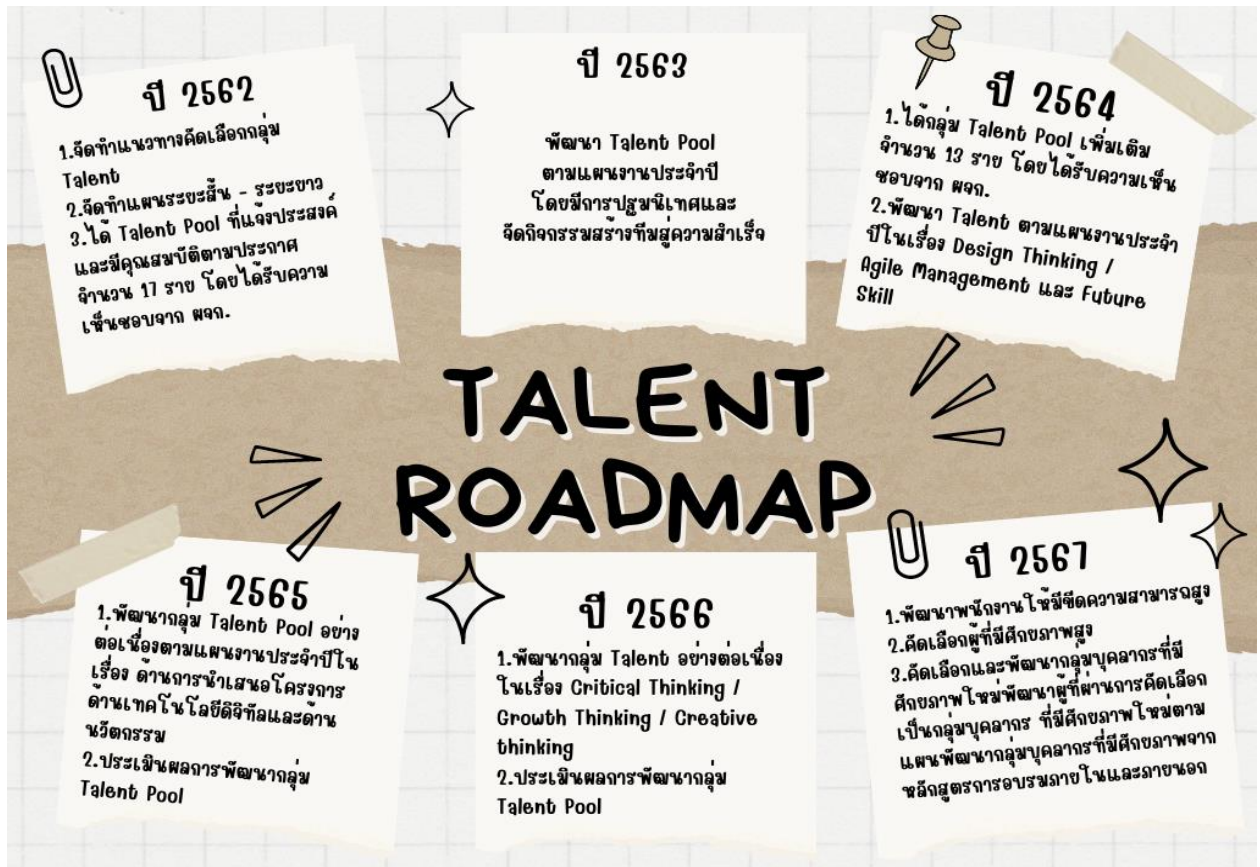 ปี 2562
1.จัดทำแนวทางคัดเลือกกลุ่ม
Talent
2.จัดทำแผนระยะสั้น - ระยะยาว
3.ได้ Talent Pool ที่แจ้งประสงค์
และมีคุณสมบัติตามประกาศ
จำนวน 17 ราย โดยได้รับความ
เห็นชอบจาก ผจก.
ปี 2563
พัฒนา Talent Pool
ตามแผนงานประจำปี
โดยมีการปฐมนิเทศและ
จัดกิจกรรมสร้างทีมสู่ความสำเร็จ
ปี 2564
1.ได้กลุ่ม Talent Pool เพิ่มเติม
จำนวน 13 ราย โดยได้รับความเห็น
ชอบจาก ผจก.
2.พัฒนา Talent ตามแผนงานประจำ
ปีในเรื่อง Design Thinking /
Agile Management และ Future
Skill
TALENT
ROADMAP
ปี 2565
1.พัฒนากลุ่ม Talent Pool อย่าง
ต่อเนื่องตามแผนงานประจำปีใน
เรื่อง ด้านการนำเสนอโครงการ
ด้านเทคโนโลยีดิจิทัลและด้าน
นวัตกรรม
2.ประเมินผลการพัฒนากลุ่ม
Talent Pool
ปี 2566
1.พัฒนากลุ่ม Talent อย่างต่อเนื่อง
ในเรื่อง Critical Thinking /
Growth Thinking / Creative
thinking
2.ประเมินผลการพัฒนากลุ่ม
Talent Pool
ปี 2567
1.พัฒนาพนักงานให้มีขีดความสามารถสูง
2.คัดเลือกผู้ที่มีศักยภาพสูง
3.คัดเลือกและพัฒนากลุ่มบุคลากรที่มี
ศักยภาพใหม่พัฒนาผู้ที่ผ่านการคัดเลือก
เป็นกลุ่มบุคลากร ที่มีศักยภาพใหม่ตาม
แผนพัฒนากลุ่มบุคลากรที่มีศักยภาพจาก
หลักสูตรการอบรมภายในและภายนอก